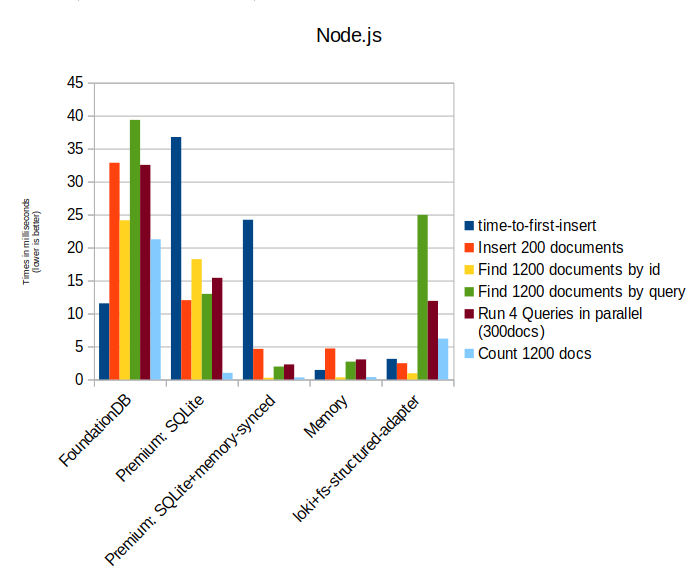 Node.js
45
40
35
30
25
20
15
10
5
0
Times in milliseconds
(lower is better)
FoundationDB
Premium: SQLite
Premium: SQLite+memory-synced
Memory
loki+fs-structured-adapter
time-to-first-insert
Insert 200 documents
Find 1200 documents by id
Find 1200 documents by query
Run 4 Queries in parallel
(300docs)
Count 1200 docs